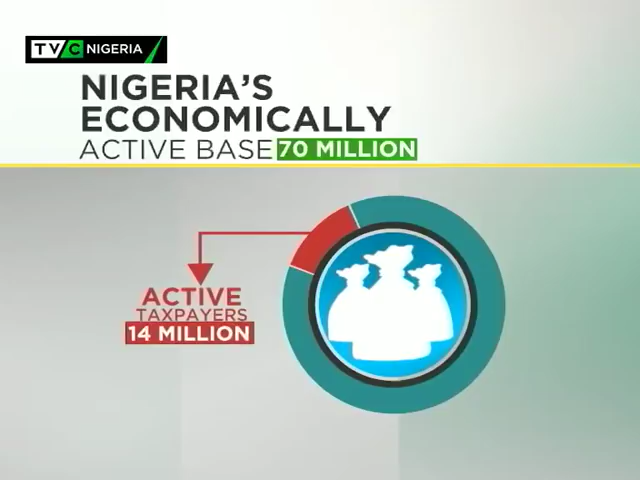 TVC NIGERIA
NIGERIA'S
ECONOMICALLY
ACTIVE BASE 70 MILLION
ACTIVE
TAXPAYERS
14 MILLION